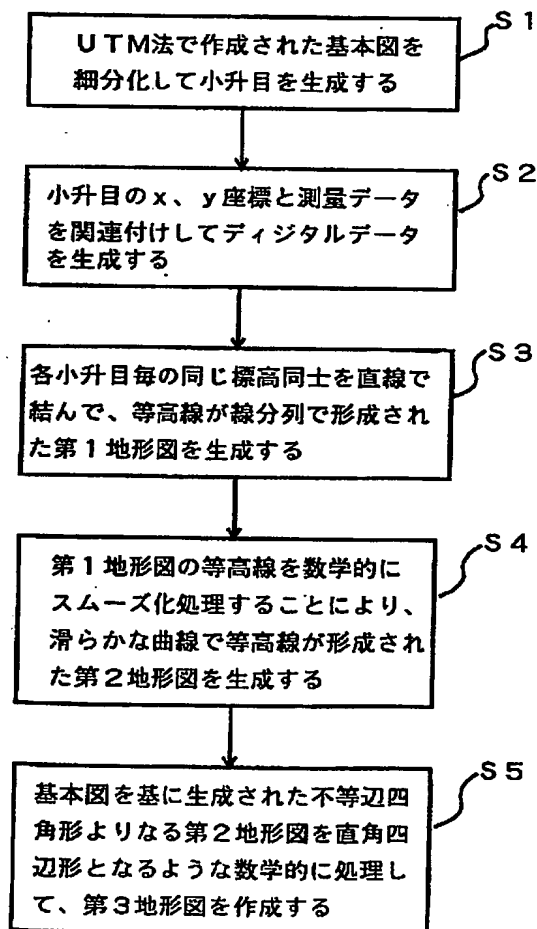 S1
UTM法で作成された基本図を
細分化して小升目を生成する
S2
小升目のx、y座標と測量データ
を関連付けしてディジタルデータ
を生成する
S3
各小升目毎の同じ標高同士を直線で
結んで、等高線が線分列で形成され
た第1地形図を生成する
S4
第1地形図の等高線を数学的に
スムーズ化処理することにより、
滑らかな曲線で等高線が形成され
た第2地形図を生成する
S5
基本図を基に生成された不等辺四
角形よりなる第2地形図を直角四
辺形となるような数学的に処理し
て、第3地形図を作成する